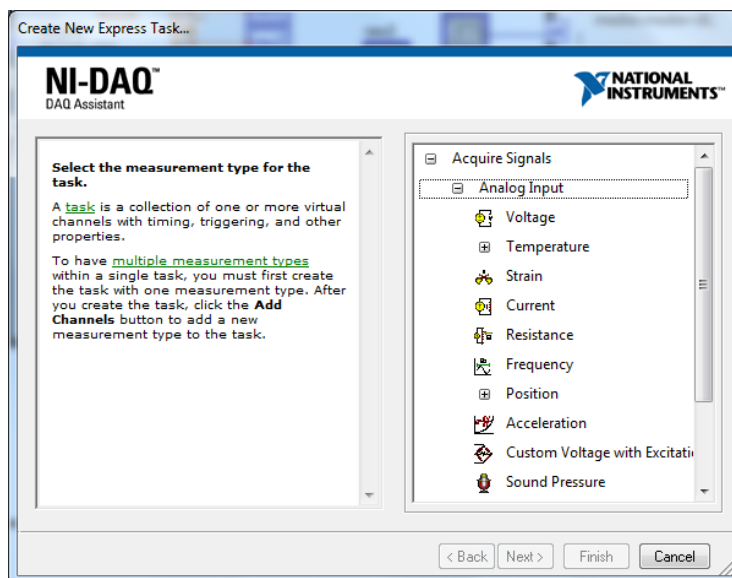 Create New Express Task...
NI-DAQ™
DAQ Assistant
NATIONAL
INSTRUMENTS™
Select the measurement type for the
task.
A task is a collection of one or more virtual
channels with timing, triggering, and other
properties.
To have multiple measurement types
within a single task, you must first create
the task with one measurement type. After
you create the task, click the Add
Channels button to add a new
measurement type to the task.
Acquire Signals
Analog Input
Voltage
Temperature
Strain
Current
Resistance
Frequency
Position
Acceleration
Custom Voltage with Excitati
Sound Pressure
< Back
Next >
Finish
Cancel